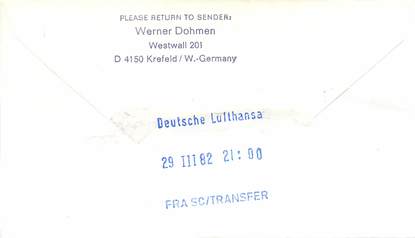 PLEASE RETURN TO SENDER:
Werner Dohmen
Westwall 201
D 4150 Krefeld / W.-Germany
Deutsche Lufthansa
29 III 82 21:00
FRA SC/TRANSFER